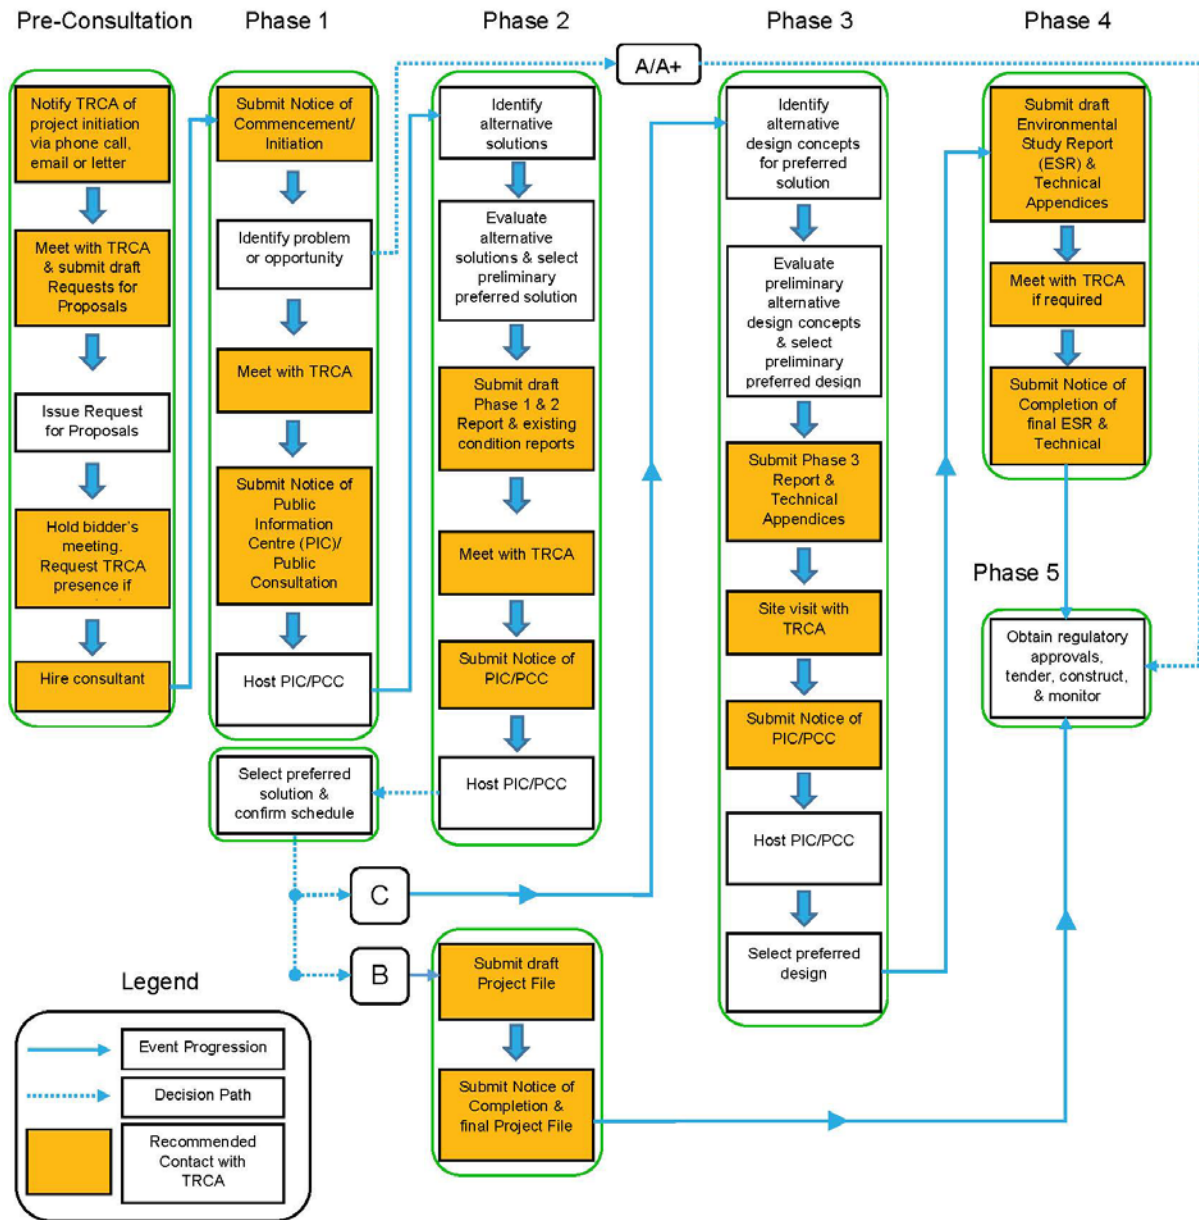 Pre-Consultation
Notify TRCA of
project initiation
via phone call,
email or letter
Meet with TRCA
& submit draft
Requests for
Proposals
Issue Request
for Proposals
Hold bidder's
meeting.
Request TRCA
presence if
Hire consultant
Phase 1
Submit Notice of
Commencement/
Initiation
Identify problem
or opportunity
Meet with TRCA
Submit Notice of
Public
Information
Centre (PIC)/
Public
Consultation
Host PIC/PCC
Select preferred
solution &
confirm schedule
C
B
Phase 2
Identify
alternative
solutions
Evaluate
alternative
solutions & select
preliminary
preferred solution
Submit draft
Phase 1 & 2
Report & existing
condition reports
Meet with TRCA
Submit Notice of
PIC/PCC
Host PIC/PCC
Submit draft
Project File
Submit Notice of
Completion &
final Project File
A/A+
Phase 3
Identify
alternative
design concepts
for preferred
solution
Evaluate
preliminary
alternative
design concepts
& select
preliminary
preferred design
Submit Phase 3
Report &
Technical
Appendices
Site visit with
TRCA
Submit Notice of
PIC/PCC
Host PIC/PCC
Select preferred
design
Phase 4
Submit draft
Environmental
Study Report
(ESR) &
Technical
Appendices
Meet with TRCA
if required
Submit Notice of
Completion of
final ESR &
Technical
Phase 5
Obtain regulatory
approvals,
tender, construct,
& monitor
Legend
Event Progression
Decision Path
Recommended
Contact with
TRCA